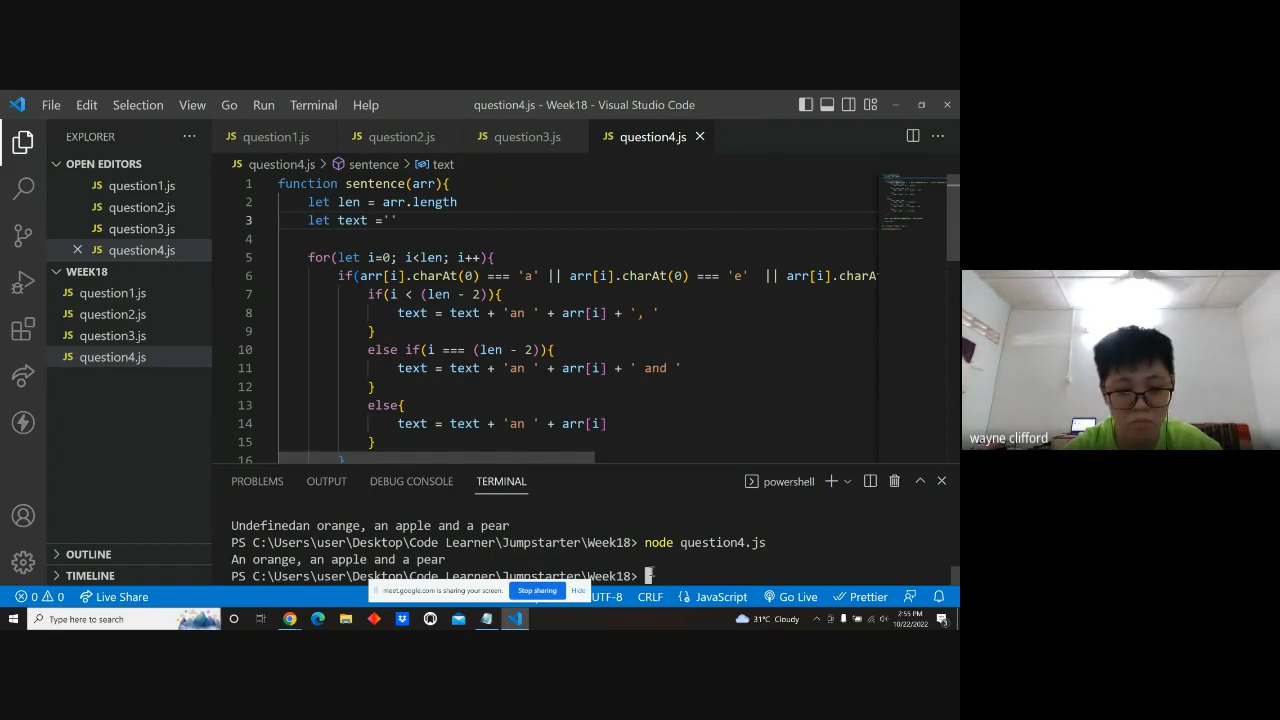 File Edit Selection View Go Run Terminal Help question4.js - Week18 - Visual Studio Code
EXPLORER
question1.js question2.js question3.js question4.js
OPEN EDITORS
JS question1.js
JS question2.js
JS question3.js
JS question4.js
WEEK18
JS question1.js
JS question2.js
JS question3.js
JS question4.js
OUTLINE
TIMELINE
JS question4.js > sentence > text
1 function sentence(arr){
2 let len = arr.length
3 let text =''
4
5 for(let i=0; i<len; i++){
6 if(arr[i].charAt(0) === 'a' || arr[i].charAt(0) === 'e' || arr[i].charA
7 if(i < (len - 2)){
8 text = text + 'an ' + arr[i] + ', '
9 }
10 else if(i === (len - 2)){
11 text = text + 'an ' + arr[i] + ' and '
12 }
13 else{
14 text = text + 'an ' + arr[i]
15 }
16 }
PROBLEMS OUTPUT DEBUG CONSOLE TERMINAL powershell
Undefinedan orange, an apple and a pear
PS C:\Users\user\Desktop\Code Learner\Jumpstarter\Week18> node question4.js
An orange, an apple and a pear
PS C:\Users\user\Desktop\Code Learner\Jumpstarter\Week18>
meet.google.com is sharing your screen. Stop sharing Hide
0 0 Live Share UTF-8 CRLF {} JavaScript Go Live Prettier
Type here to search 31°C Cloudy 2:55 PM
10/22/2022
wayne clifford